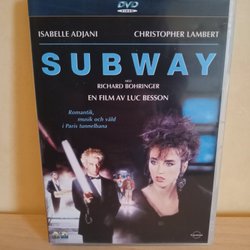 DVD
VIDEO
ISABELLE ADJANI CHRISTOPHER LAMBERT
SUBWAY
MED
RICHARD BOHRINGER
EN FILM AV LUC BESSON
Romantik,
musik och våld
i Paris tunnelbana